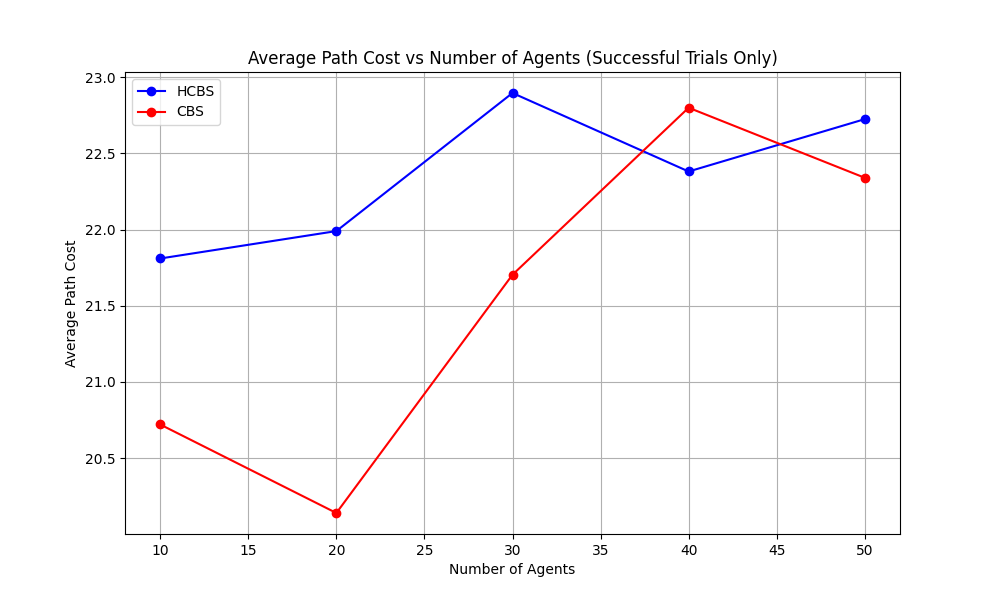 Average Path Cost vs Number of Agents (Successful Trials Only)
HCBS
CBS
23.0
22.5
22.0
21.5
21.0
20.5
Average Path Cost
10 15 20 25 30 35 40 45 50
Number of Agents